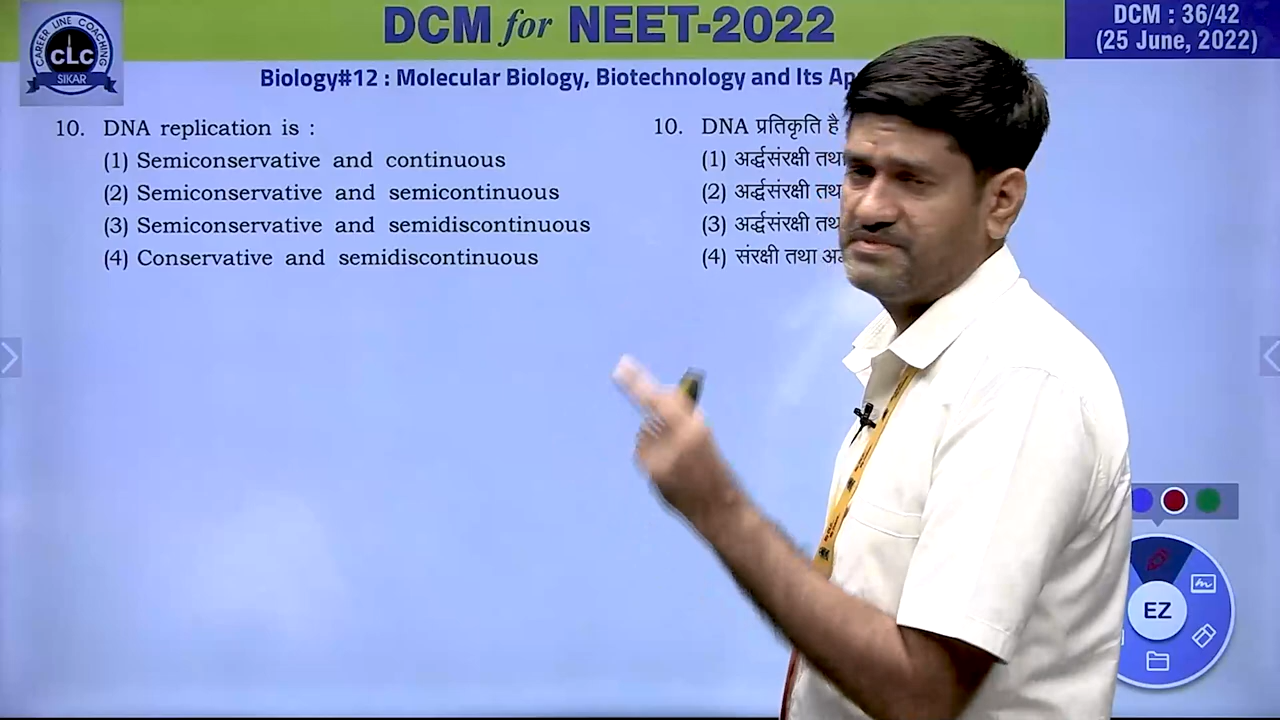 CAREER LINE COACHING
CLC
SIKAR
DCM for NEET-2022
DCM : 36/42
(25 June, 2022)
Biology#12 : Molecular Biology, Biotechnology and Its
10. DNA replication is :
(1) Semiconservative and continuous
(2) Semiconservative and semicontinuous
(3) Semiconservative and semidiscontinuous
(4) Conservative and semidiscontinuous
10. DNA प्रतिकृति है
(1) अर्द्धसंरक्षी तथा
(2) अर्द्धसंरक्षी
(3) अर्द्धसंरक्षी
(4) संरक्षी तथा
EZ